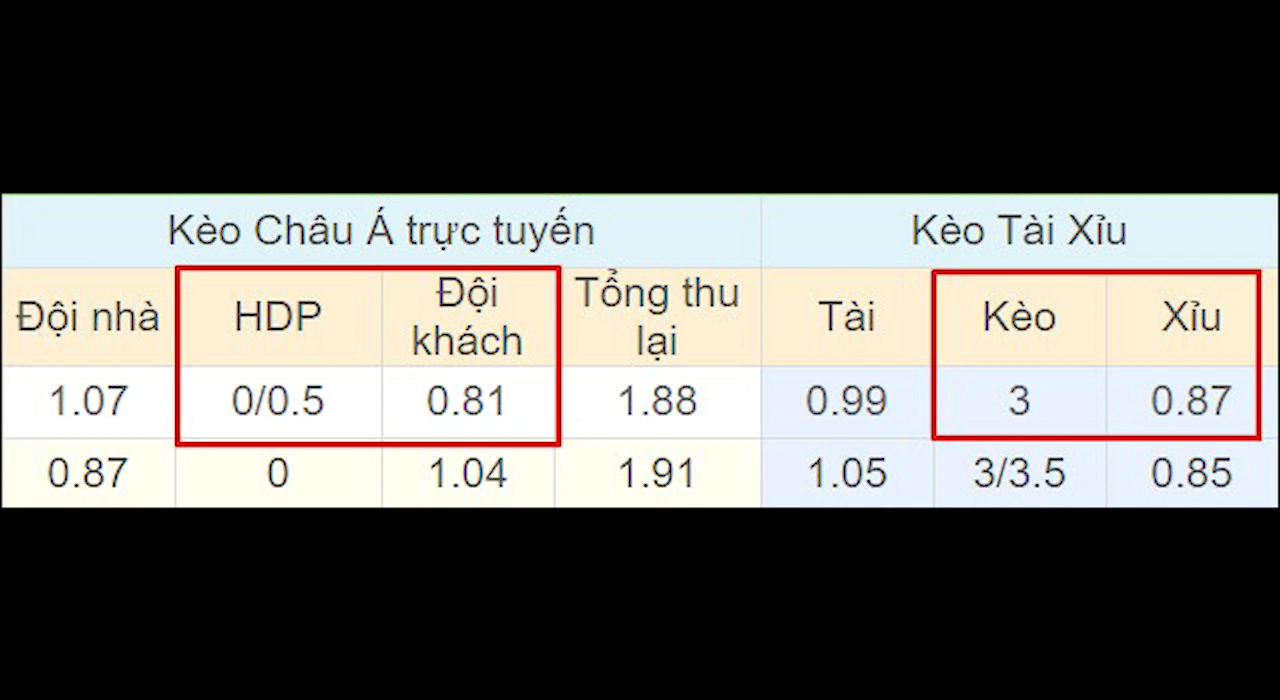 Kèo Châu Á trực tuyến Kèo Tài Xỉu
Đội nhà HDP Đội khách Tổng thu lại Tài Kèo Xỉu
1.07 0/0.5 0.81 1.88 0.99 3 0.87
0.87 0 1.04 1.91 1.05 3/3.5 0.85